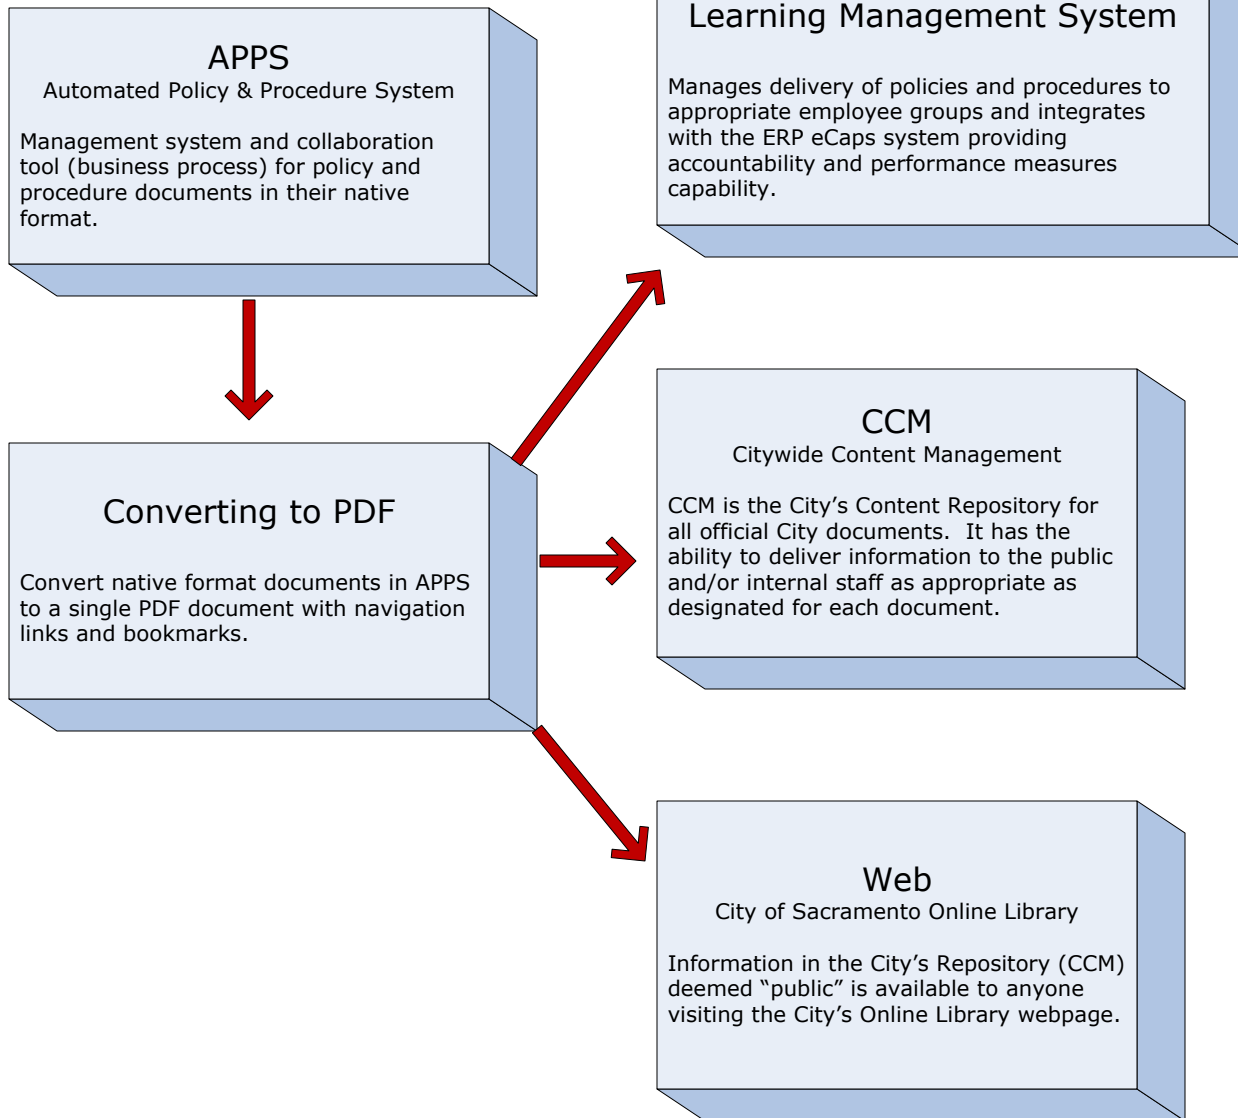 APPS
Automated Policy & Procedure System
Management system and collaboration
tool (business process) for policy and
procedure documents in their native
format.
Learning Management System
Manages delivery of policies and procedures to
appropriate employee groups and integrates
with the ERP eCaps system providing
accountability and performance measures
capability.
Converting to PDF
Convert native format documents in APPS
to a single PDF document with navigation
links and bookmarks.
CCM
Citywide Content Management
CCM is the City’s Content Repository for
all official City documents.  It has the
ability to deliver information to the public
and/or internal staff as appropriate as
designated for each document.
Web
City of Sacramento Online Library
Information in the City’s Repository (CCM)
deemed “public” is available to anyone
visiting the City’s Online Library webpage.